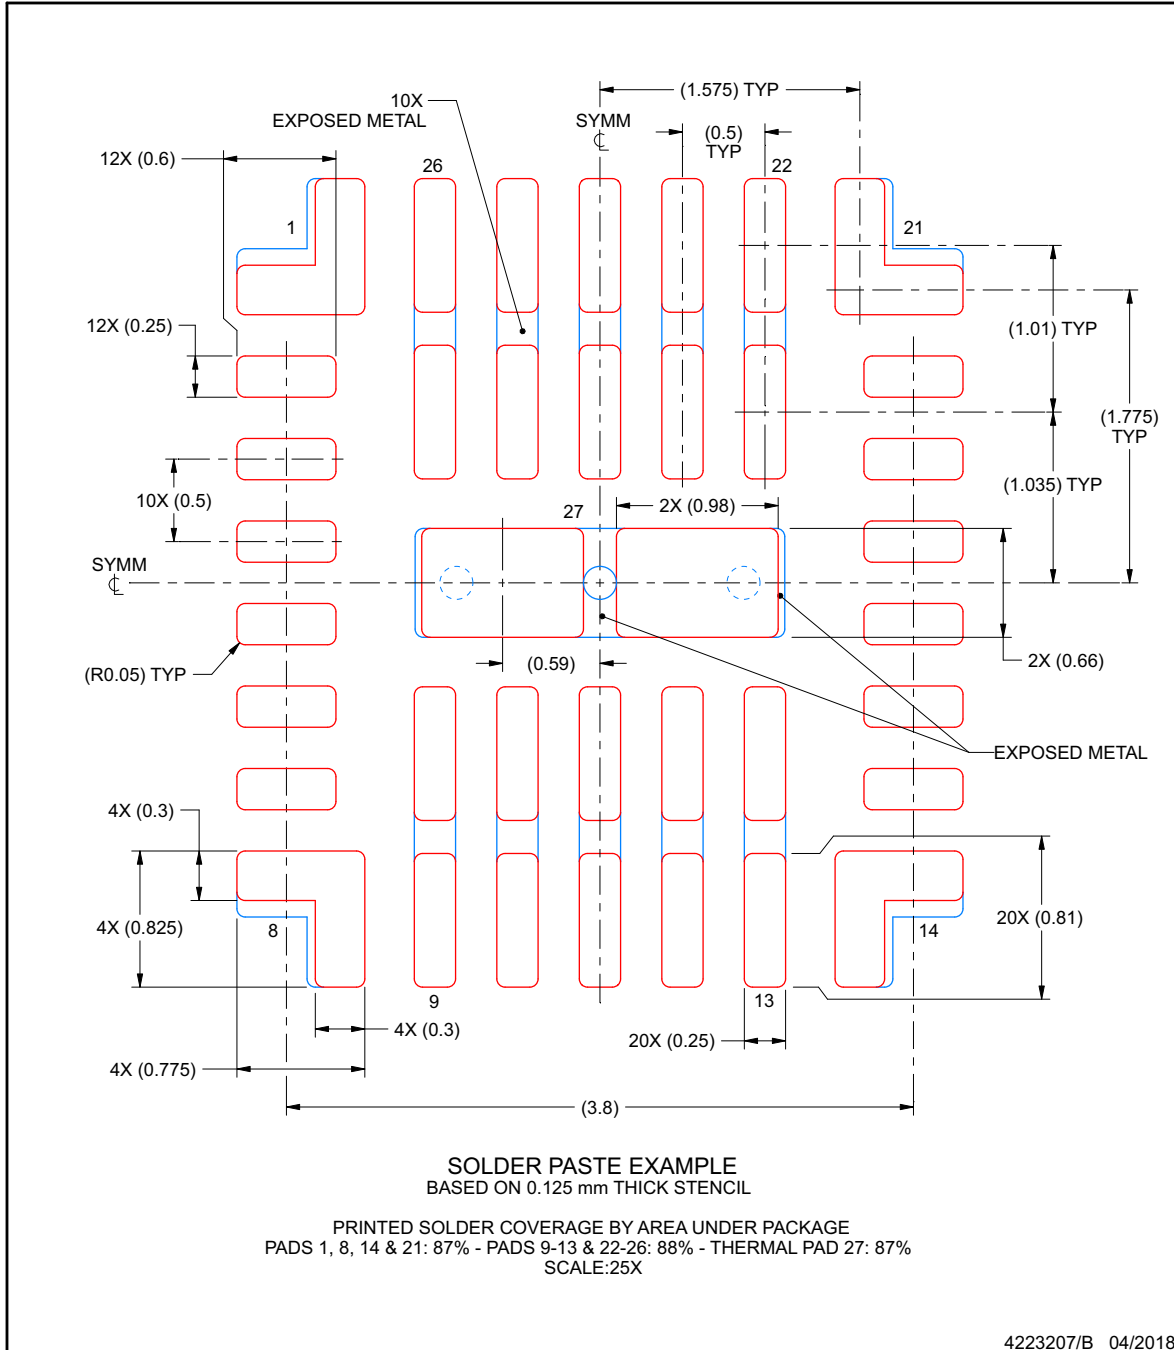 (1.575) TYP
10X
EXPOSED METAL
SYMM
℄
(0.5)
TYP
12X (0.6)
26
22
1
21
12X (0.25)
(1.01) TYP
(1.775)
TYP
(1.035) TYP
10X (0.5)
27
2X (0.98)
SYMM
℄
(R0.05) TYP
(0.59)
2X (0.66)
EXPOSED METAL
4X (0.3)
4X (0.825)
8
14
20X (0.81)
9
13
4X (0.3)
20X (0.25)
4X (0.775)
(3.8)
SOLDER PASTE EXAMPLE
BASED ON 0.125 mm THICK STENCIL
PRINTED SOLDER COVERAGE BY AREA UNDER PACKAGE
PADS 1, 8, 14 & 21: 87% - PADS 9-13 & 22-26: 88% - THERMAL PAD 27: 87%
SCALE:25X
4223207/B 04/2018